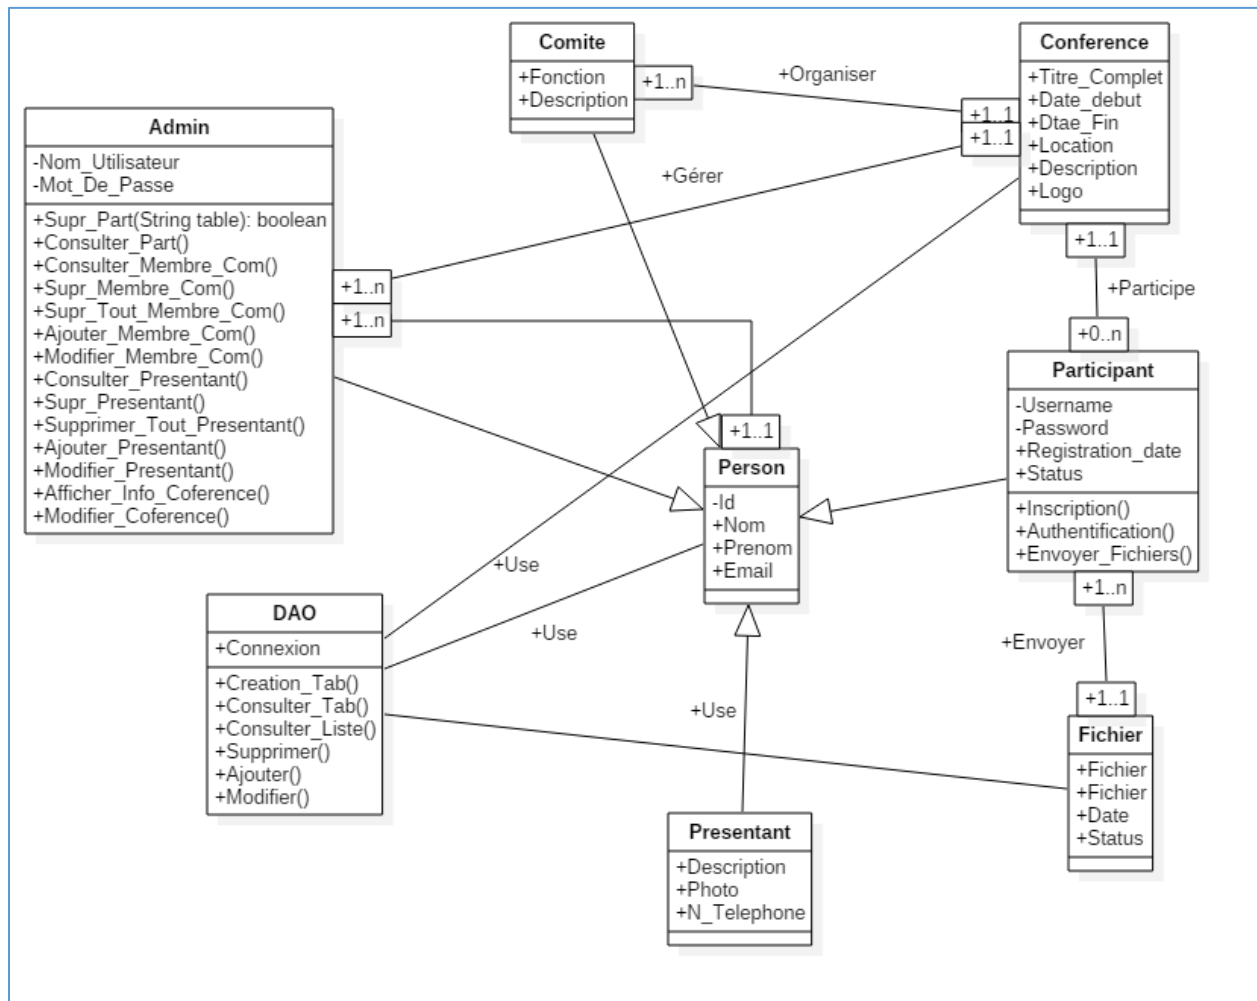 Comite
+Fonction
+Description
+1..n
+Organiser
+1..1
+1..1
Conference
+Titre_Complet
+Date_debut
+Dtae_Fin
+Location
+Description
+Logo
+1..1
+Participe
+0..n
Admin
-Nom_Utilisateur
-Mot_De_Passe
+Supr_Part(String table): boolean
+Consulter_Part()
+Consulter_Membre_Com()
+Supr_Membre_Com()
+Supr_Tout_Membre_Com()
+Ajouter_Membre_Com()
+Modifier_Membre_Com()
+Consulter_Presentant()
+Supr_Presentant()
+Supprimer_Tout_Presentant()
+Ajouter_Presentant()
+Modifier_Presentant()
+Afficher_Info_Coference()
+Modifier_Coference()
+Gérer
+1..n
+1..n
+1..1
Person
-Id
+Nom
+Prenom
+Email
Participant
-Username
-Password
+Registration_date
+Status
+Inscription()
+Authentification()
+Envoyer_Fichiers()
+1..n
+Envoyer
+1..1
+Use
+Use
+Use
DAO
+Connexion
+Creation_Tab()
+Consulter_Tab()
+Consulter_Liste()
+Supprimer()
+Ajouter()
+Modifier()
Fichier
+Fichier
+Fichier
+Date
+Status
Presentant
+Description
+Photo
+N_Telephone